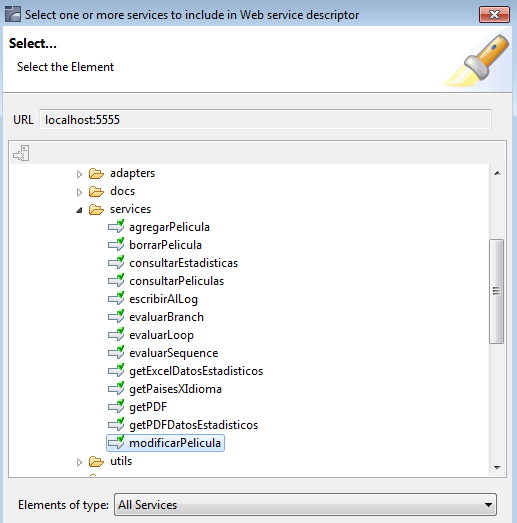 Select one or more services to include in Web service descriptor
Select...
Select the Element
URL localhost:5555
adapters
docs
services
agregarPelicula
borrarPelicula
consultarEstadisticas
consultarPeliculas
escribirAlLog
evaluarBranch
evaluarLoop
evaluarSequence
getExcelDatosEstadisticos
getPaisesXIdioma
getPDF
getPDFDatosEstadisticos
modificarPelicula
utils
Elements of type: All Services